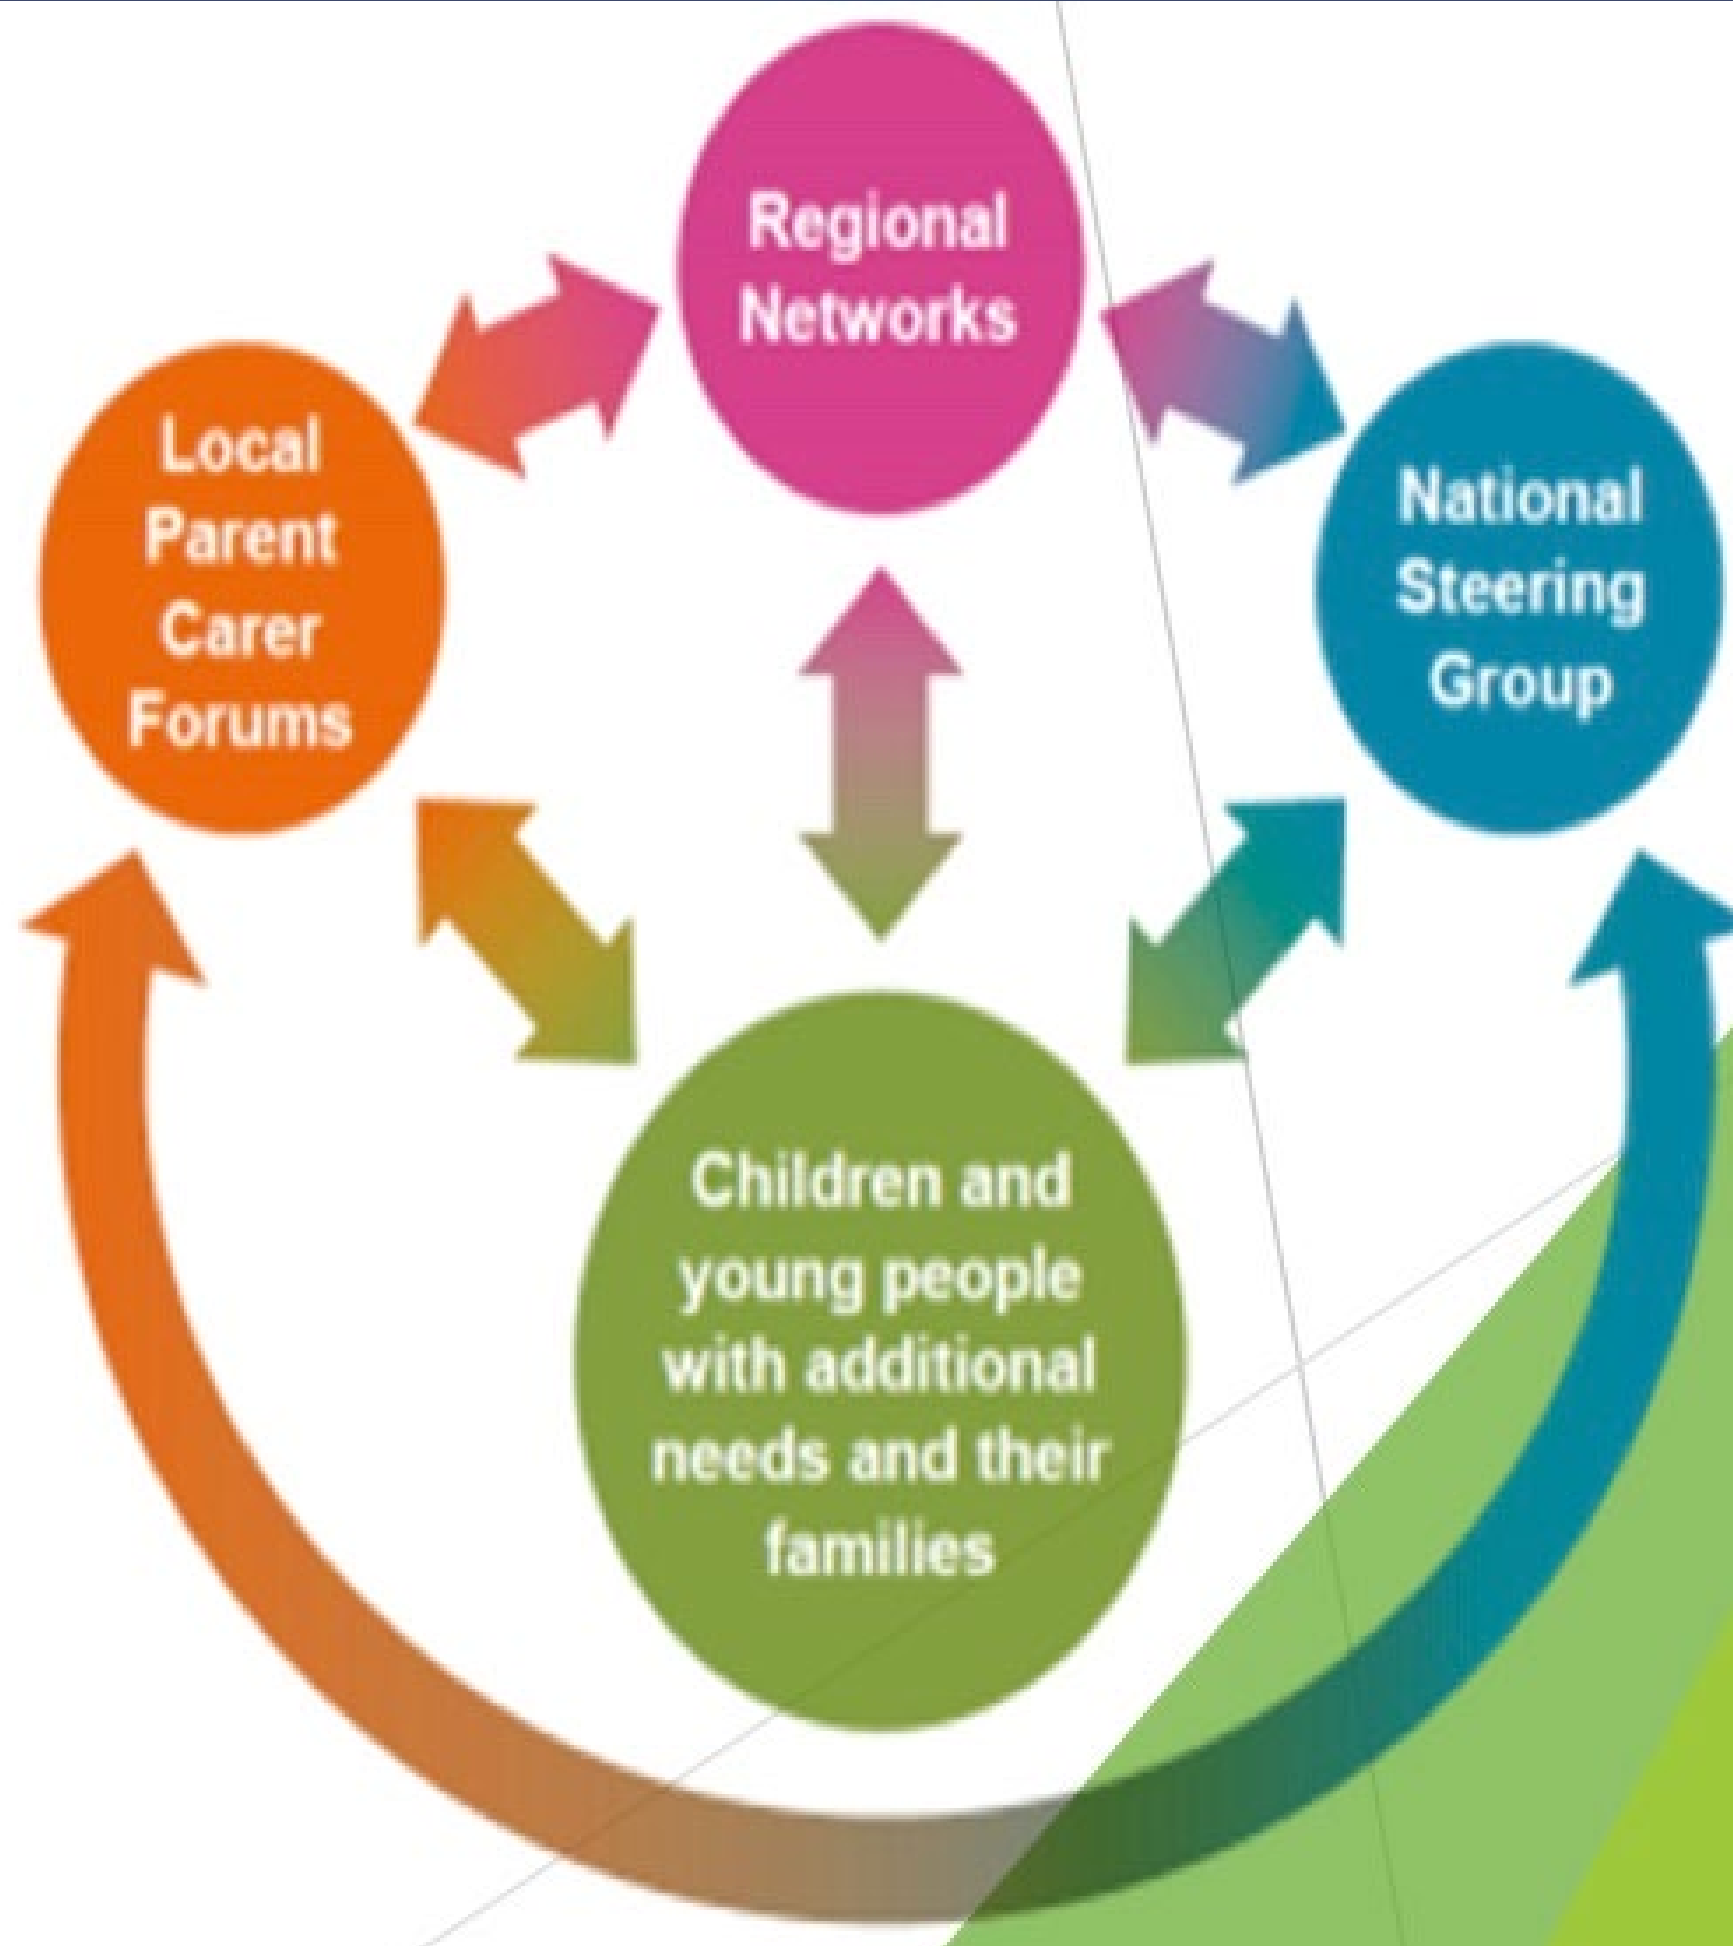 Regional
Networks
Local
Parent
Carer
Forums
National
Steering
Group
Children and
young people
with additional
needs and their
families